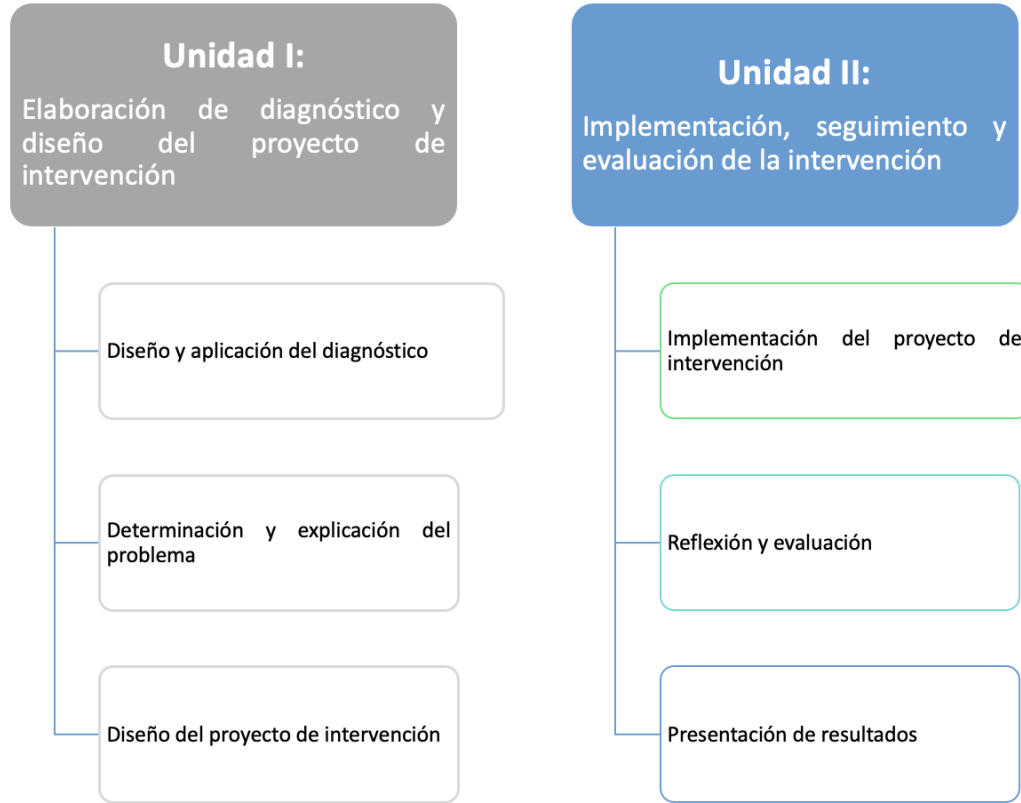 Unidad I:
Elaboración de diagnóstico y
diseño del proyecto de
intervención
Diseño y aplicación del diagnóstico
Determinación y explicación del
problema
Diseño del proyecto de intervención
Unidad II:
Implementación, seguimiento y
evaluación de la intervención
Implementación del proyecto de
intervención
Reflexión y evaluación
Presentación de resultados